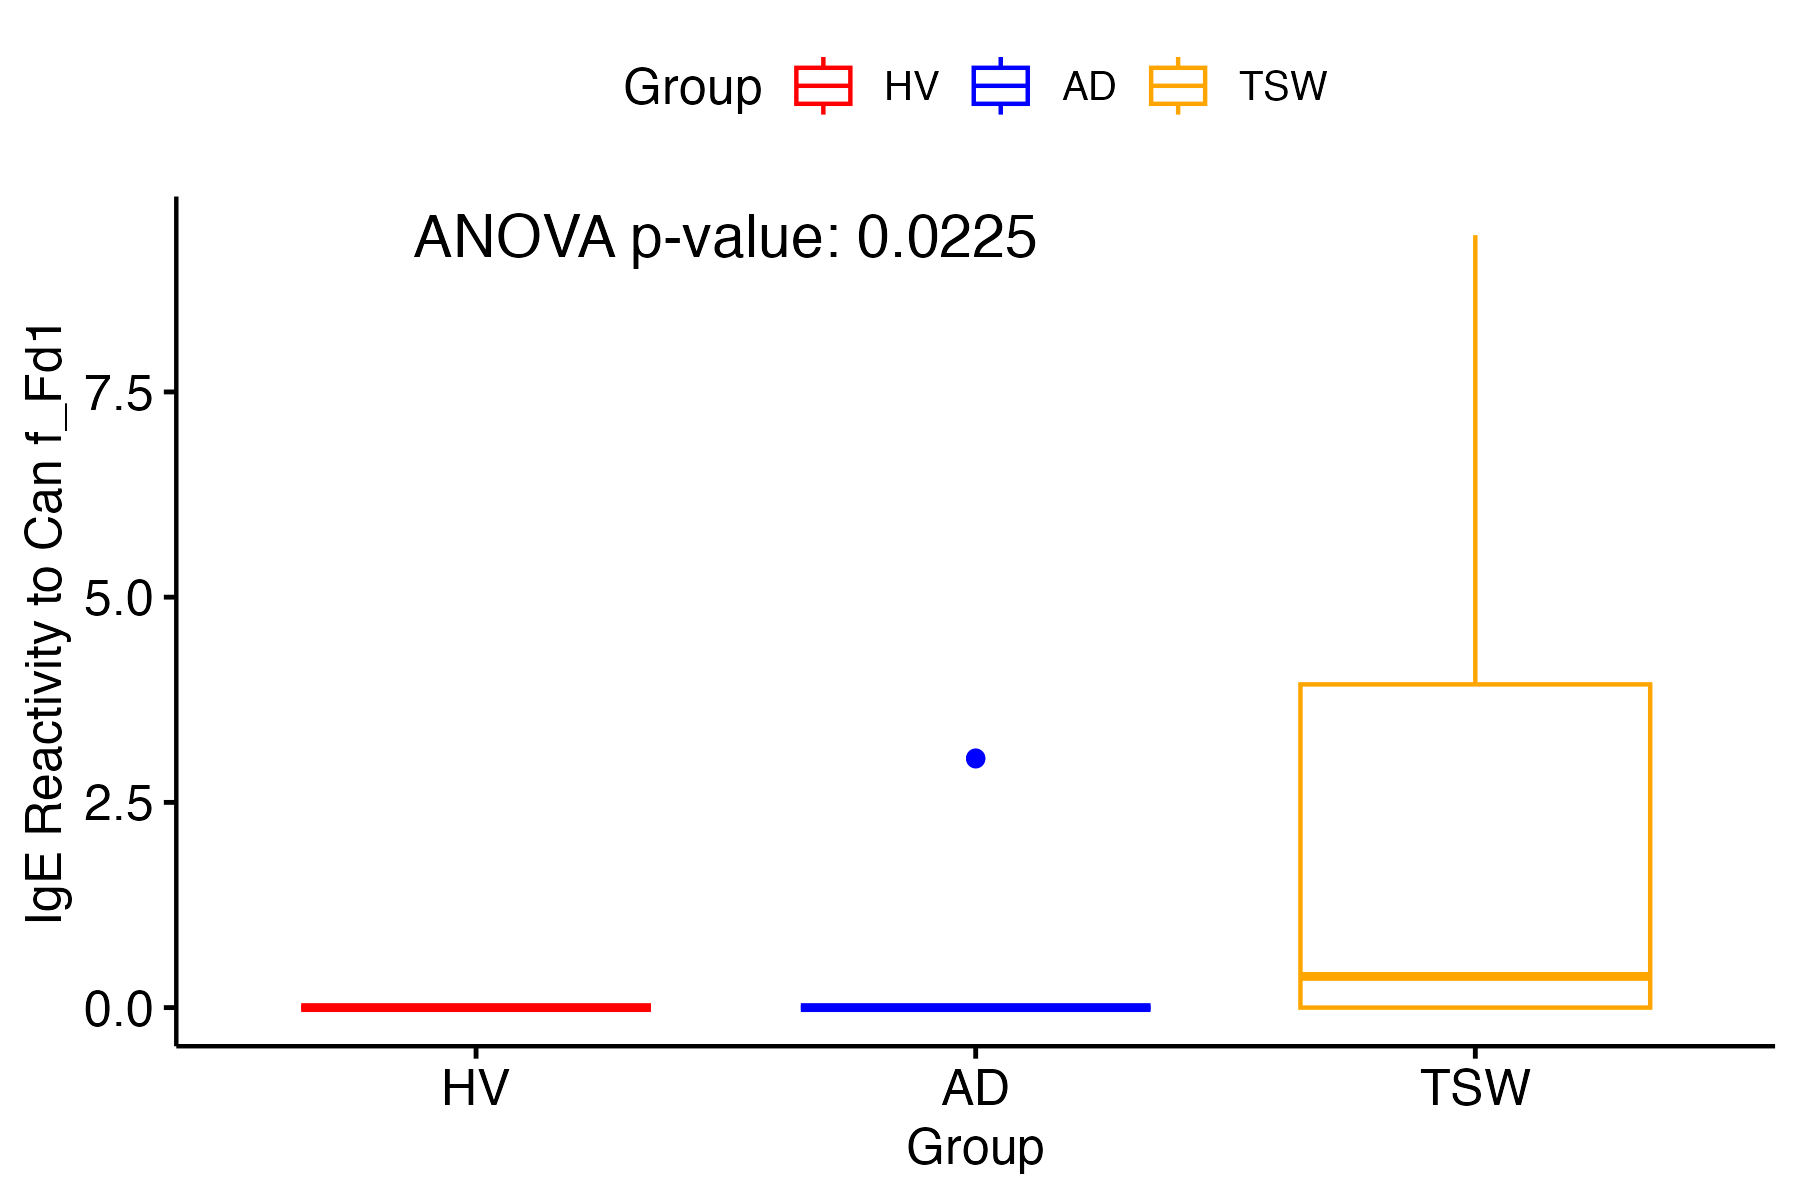 Group HV AD TSW
ANOVA p-value: 0.0225
IgE Reactivity to Can f_Fd1
7.5
5.0
2.5
0.0
HV AD TSW
Group